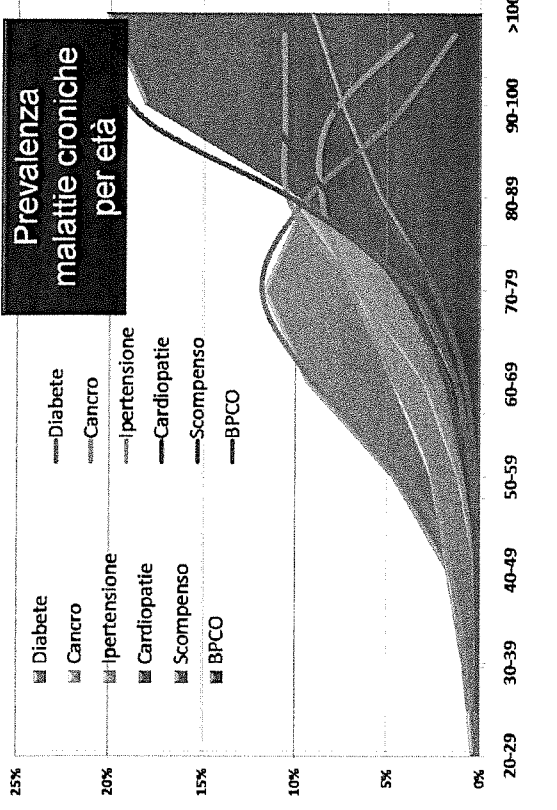 Prevalenza
malattie croniche
per età
Diabete
Cancro
Ipertensione
Cardiopatie
Scompenso
BPCO
Diabete
Cancro
Ipertensione
Cardiopatie
Scompenso
BPCO
25%
20%
15%
10%
5%
0%
20-29
30-39
40-49
50-59
60-69
70-79
80-89
90-100
>100